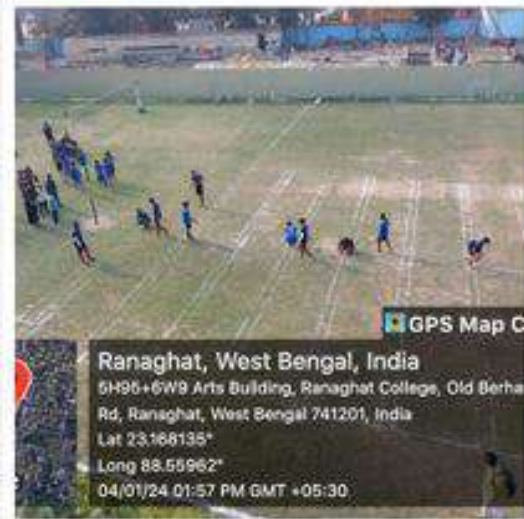 GPS Map C
Ranaghat, West Bengal, India
5H95+6W9 Arts Building, Ranaghat College, Old Berha
Rd, Ranaghat, West Bengal 741201, India
Lat 23.168135°
Long 88.55962°
04/01/24 01:57 PM GMT +05:30